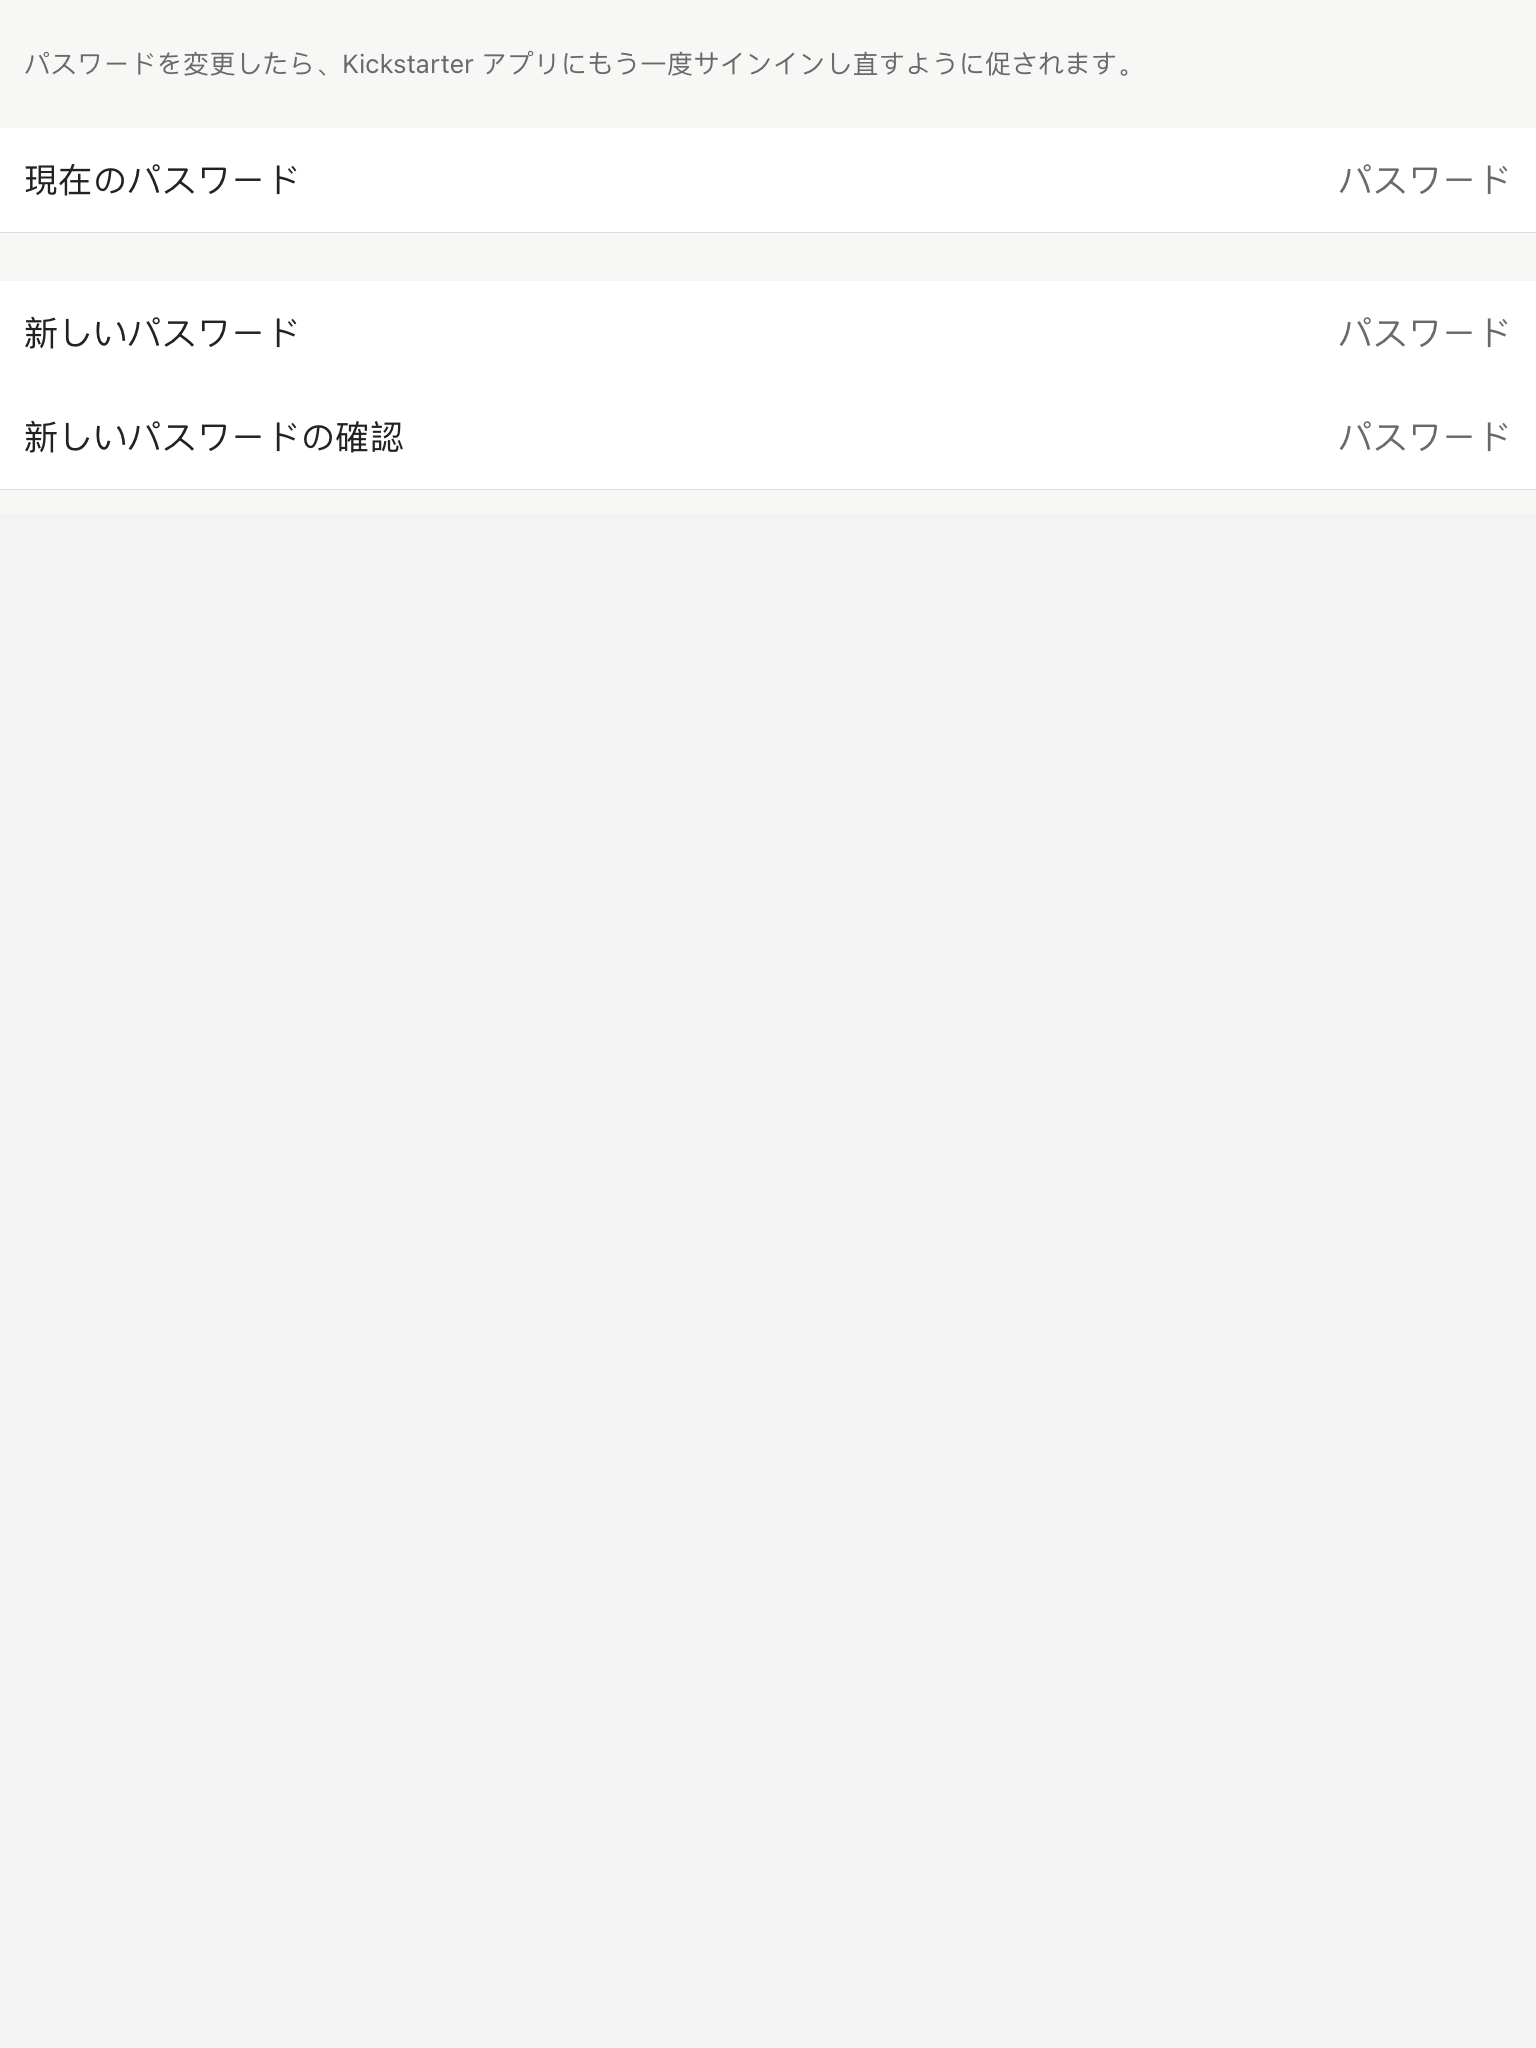 パスワードを変更したら、Kickstarter アプリにもう一度サインインし直すように促されます。
現在のパスワード パスワード
新しいパスワード パスワード
新しいパスワードの確認 パスワード